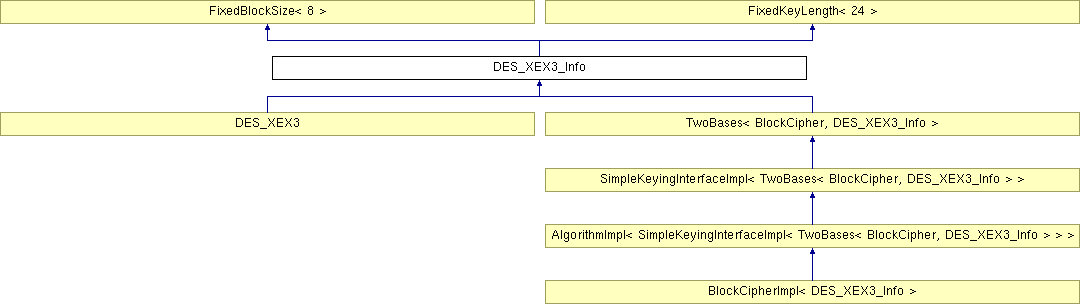 FixedBlockSize< 8 >
FixedKeyLength< 24 >
DES_XEX3_Info
DES_XEX3
TwoBases< BlockCipher, DES_XEX3_Info >
SimpleKeyingInterfaceImpl< TwoBases< BlockCipher, DES_XEX3_Info > >
AlgorithmImpl< SimpleKeyingInterfaceImpl< TwoBases< BlockCipher, DES_XEX3_Info > > >
BlockCipherImpl< DES_XEX3_Info >